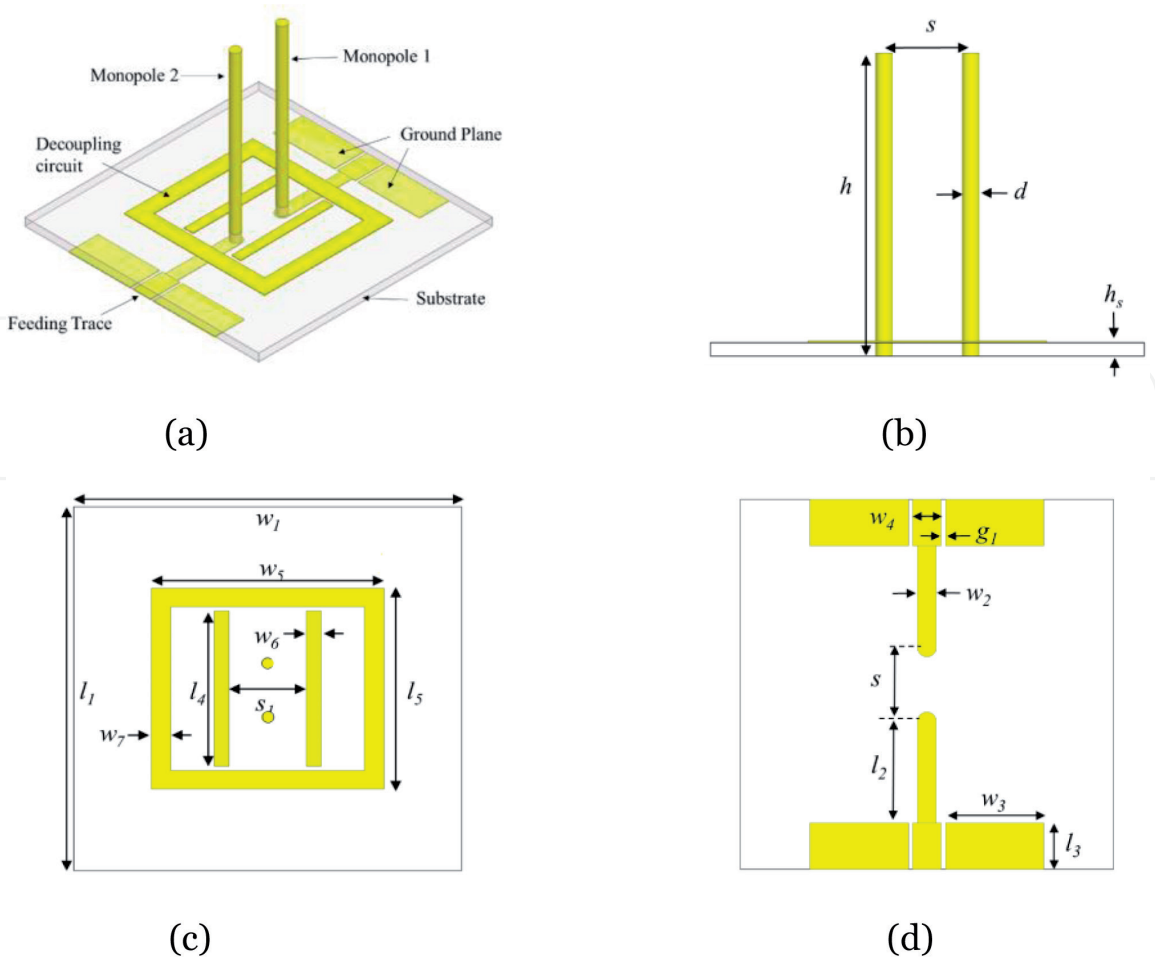 Monopole 1
Monopole 2
Decoupling
circuit
Ground Plane
Substrate
Feeding Trace
(a)
s
h
d
hₛ
(b)
w₁
w₅
w₆
l₁
l₄
s₁
l₅
w₇
(c)
w₄
g₁
w₂
s
l₂
w₃
l₃
(d)